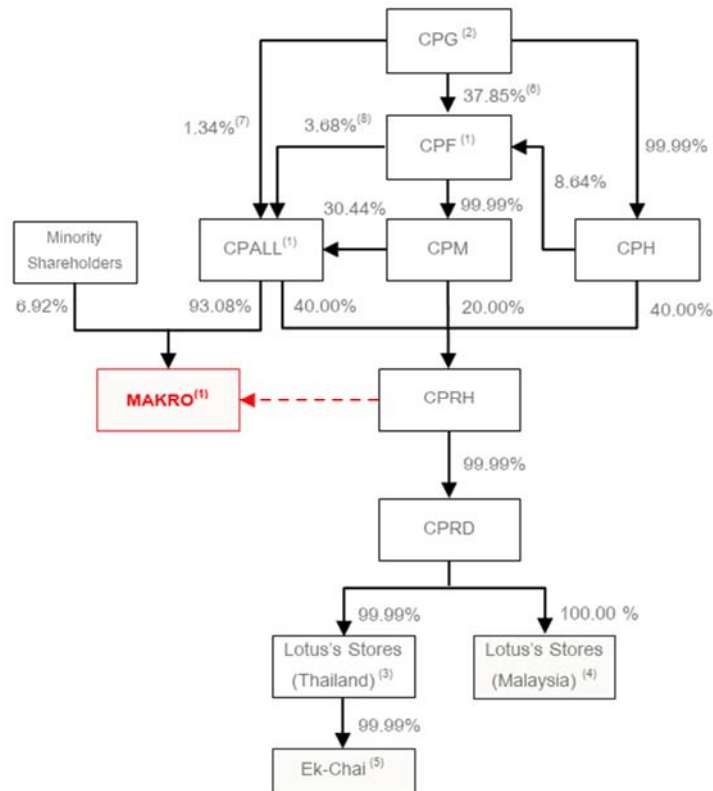 CPG (2)
37.85%(6)
1.34%(7)
3.68%(8)
CPF (1)
99.99%
8.64%
30.44%
99.99%
Minority
Shareholders
CPALL(1)
CPM
CPH
6.92%
93.08%
40.00%
20.00%
40.00%
MAKRO(1)
CPRH
99.99%
CPRD
99.99%
100.00 %
Lotus's Stores
(Thailand) (3)
Lotus's Stores
(Malaysia) (4)
99.99%
Ek-Chai (5)